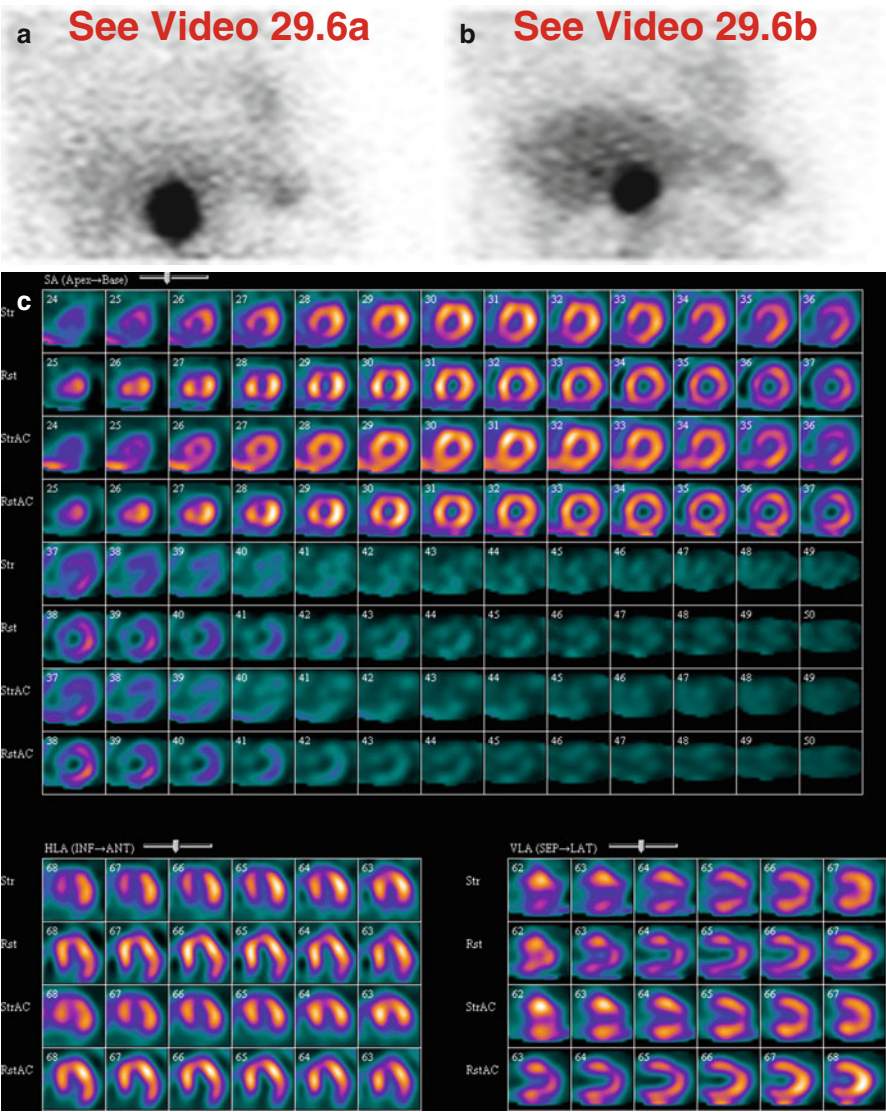 a See Video 29.6a
b See Video 29.6b
c
SA (Apex→Base)
Str 24 25 26 27 28 29 30 31 32 33 34 35 36
Rst 25 26 27 28 29 30 31 32 33 34 35 36 37
StrAC 24 25 26 27 28 29 30 31 32 33 34 35 36
RstAC 25 26 27 28 29 30 31 32 33 34 35 36 37
Str 37 38 39 40 41 42 43 44 45 46 47 48 49
Rst 38 39 40 41 42 43 44 45 46 47 48 49 50
StrAC 37 38 39 40 41 42 43 44 45 46 47 48 49
RstAC 38 39 40 41 42 43 44 45 46 47 48 49 50
HLA (INF→ANT)
Str 68 67 66 65 64 63
Rst 68 67 66 65 64 63
StrAC 68 67 66 65 64 63
RstAC 68 67 66 65 64 63
VLA (SEP→LAT)
Str 62 63 64 65 66 67
Rst 62 63 64 65 66 67
StrAC 62 63 64 65 66 67
RstAC 63 64 65 66 67 68